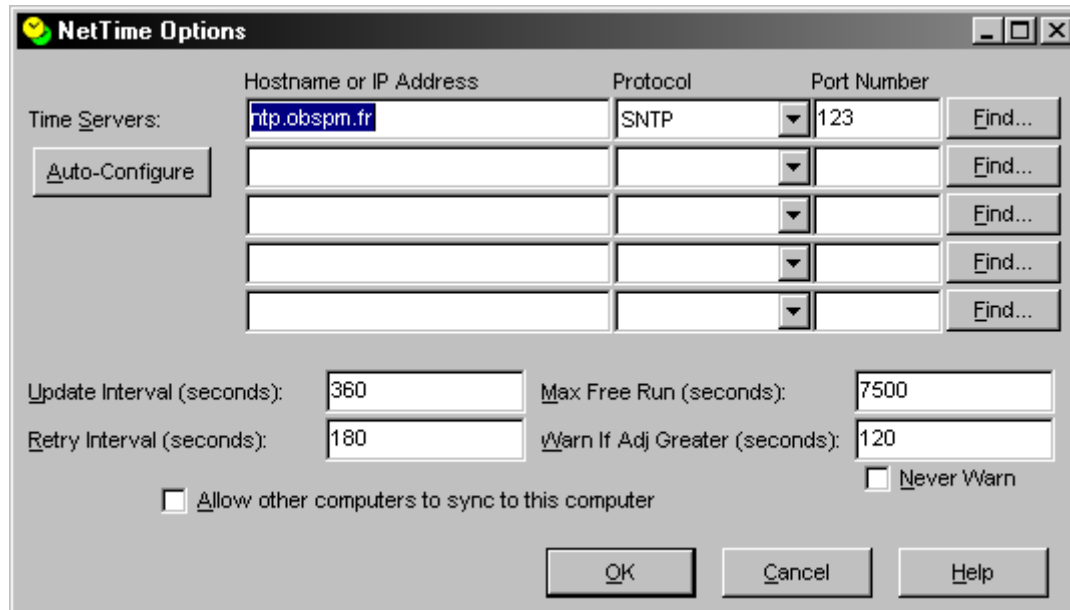 NetTime Options
Hostname or IP Address Protocol Port Number
Time Servers: ntp.obspm.fr SNTP 123 Find...
Auto-Configure Find...
Find...
Find...
Find...
Update Interval (seconds): 360 Max Free Run (seconds): 7500
Retry Interval (seconds): 180 Warn If Adj Greater (seconds): 120
Never Warn
Allow other computers to sync to this computer
OK Cancel Help